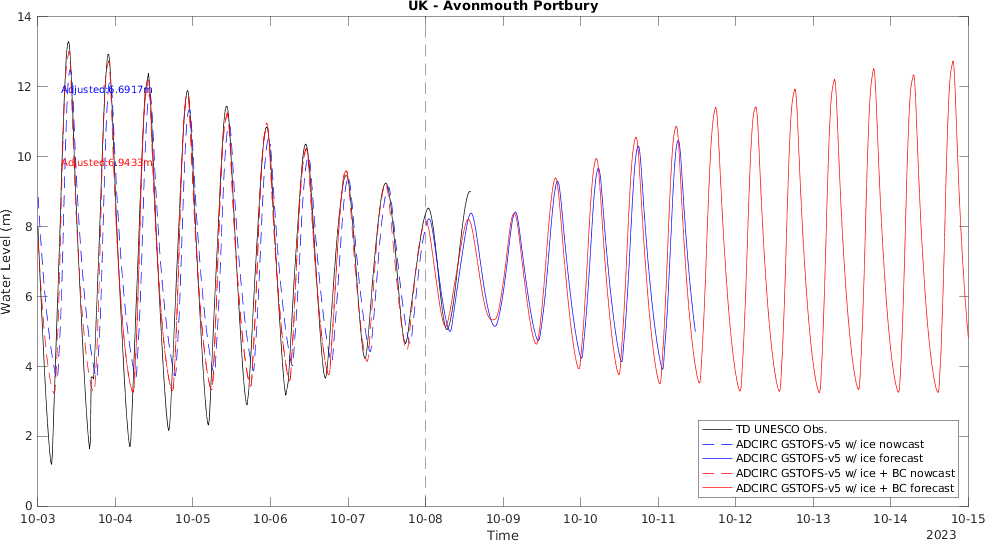 UK - Avonmouth Portbury
14
12
10
8
6
4
2
0
Water Level (m)
Adjusted:6.6917m
Adjusted:6.9433m
10-03 10-04 10-05 10-06 10-07 10-08 10-09 10-10 10-11 10-12 10-13 10-14 10-15
Time
2023
TD UNESCO Obs.
ADCIRC GSTOFS-v5 w/ ice nowcast
ADCIRC GSTOFS-v5 w/ ice forecast
ADCIRC GSTOFS-v5 w/ ice + BC nowcast
ADCIRC GSTOFS-v5 w/ ice + BC forecast